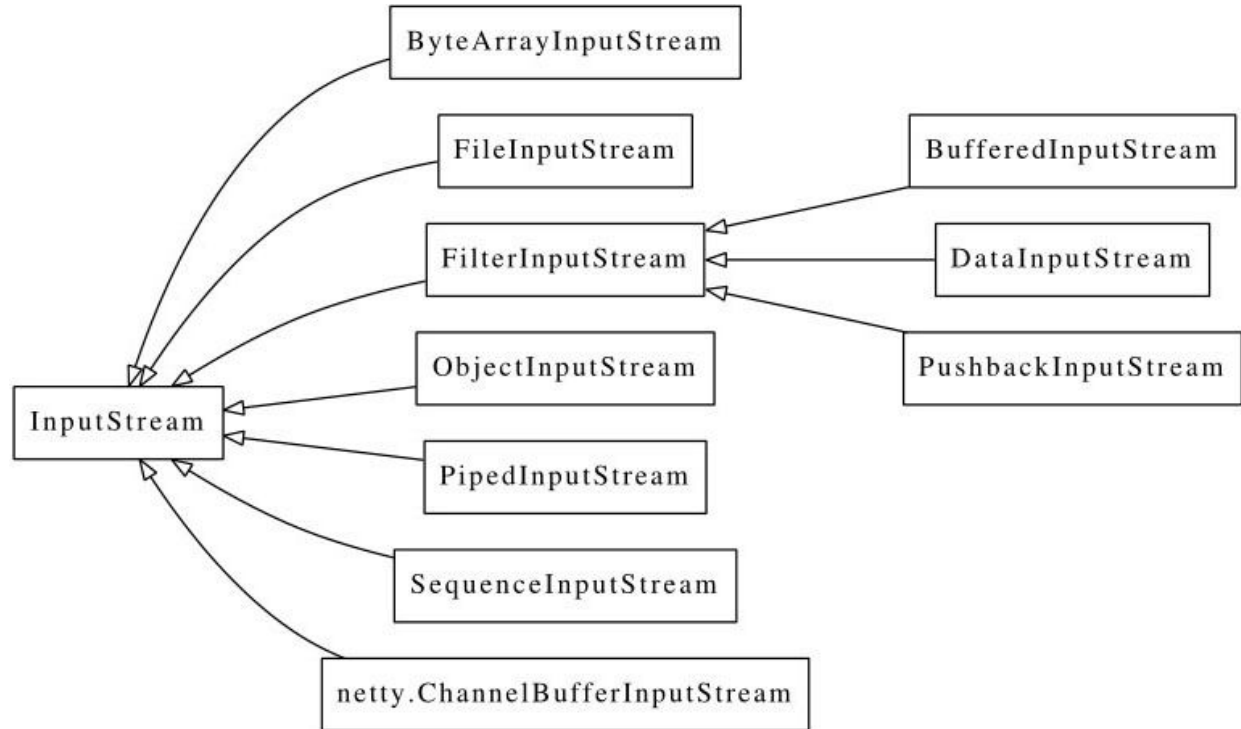 ByteArrayInputStream
FileInputStream
BufferedInputStream
FilterInputStream
DataInputStream
ObjectInputStream
PushbackInputStream
InputStream
PipedInputStream
SequenceInputStream
netty.ChannelBufferInputStream